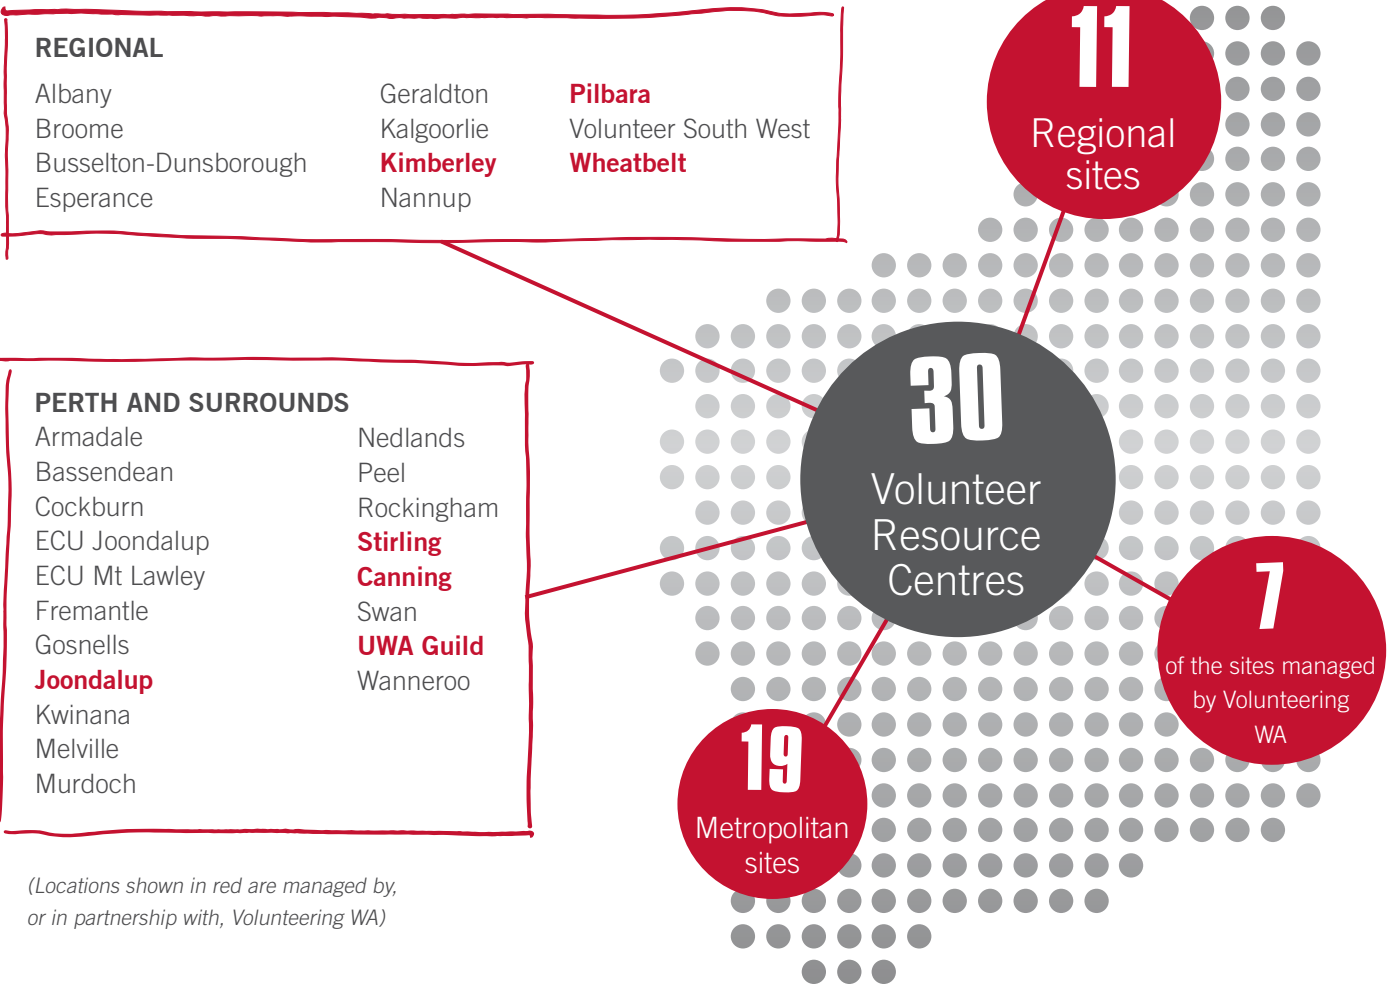 REGIONAL
Albany
Broome
Busselton-Dunsborough
Esperance
Geraldton
Kalgoorlie
Kimberley
Nannup
Pilbara
Volunteer South West
Wheatbelt
11
Regional
sites
30
Volunteer
Resource
Centres
PERTH AND SURROUNDS
Armadale
Bassendean
Cockburn
ECU Joondalup
ECU Mt Lawley
Fremantle
Gosnells
Joondalup
Kwinana
Melville
Murdoch
Nedlands
Peel
Rockingham
Stirling
Canning
Swan
UWA Guild
Wanneroo
7
of the sites managed
by Volunteering
WA
19
Metropolitan
sites
(Locations shown in red are managed by,
or in partnership with, Volunteering WA)